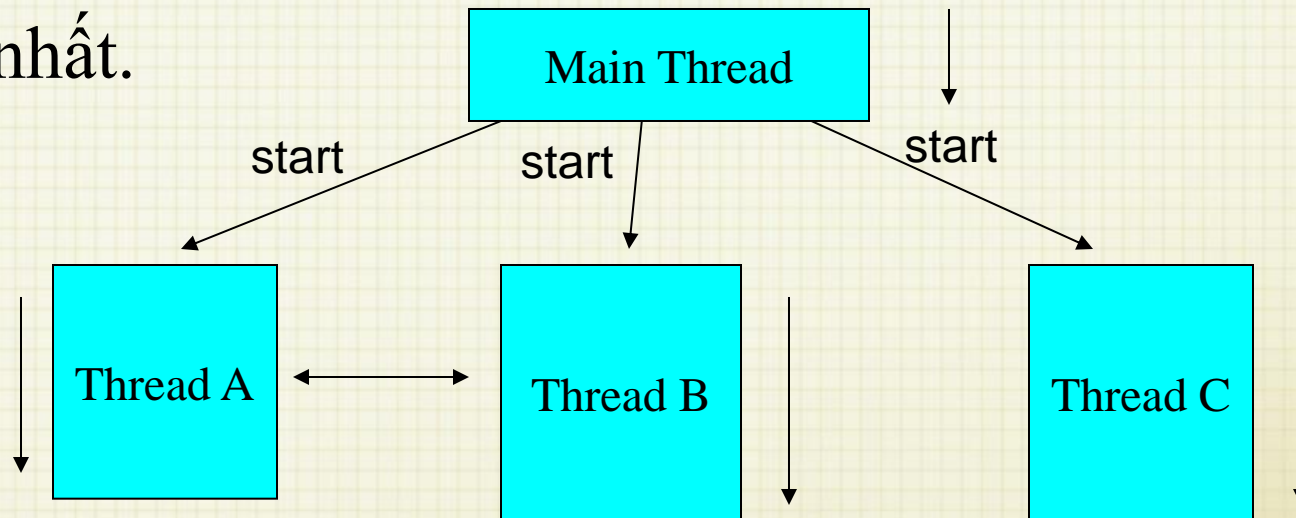 nhất.
Main Thread
start
start
start
Thread A
Thread B
Thread C